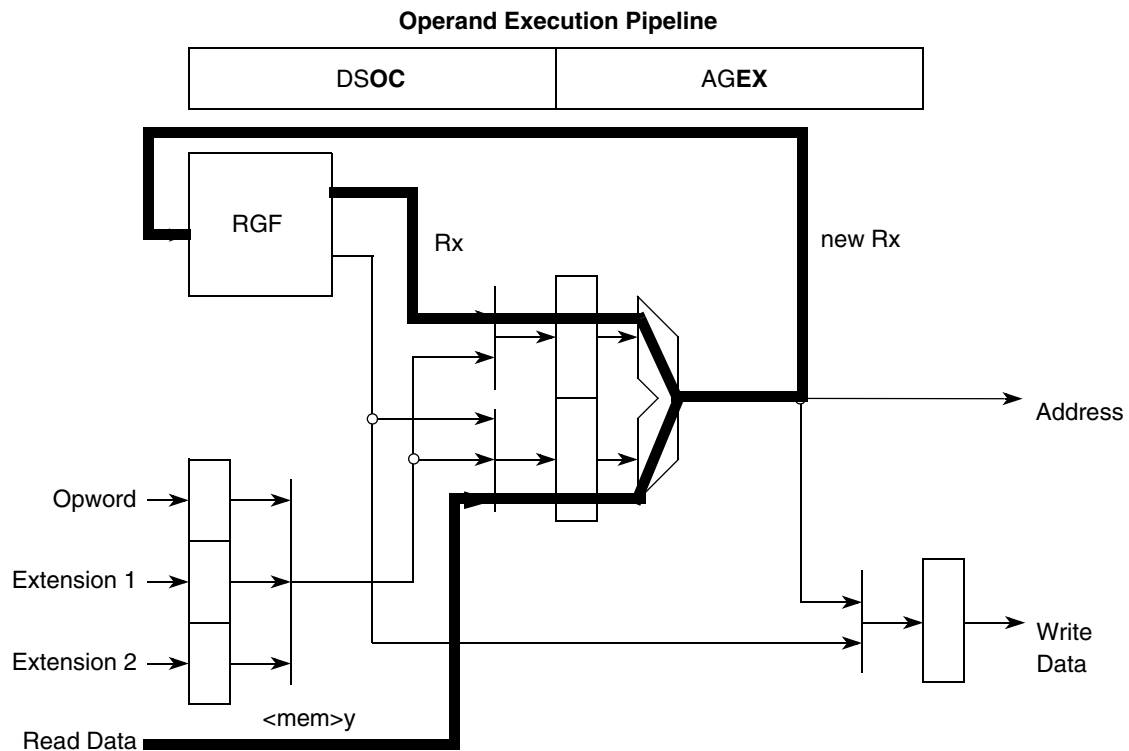 Operand Execution Pipeline
DSOC
AGEX
RGF
Rx
new Rx
Address
Opword
Extension 1
Extension 2
Write
Data
<mem>y
Read Data